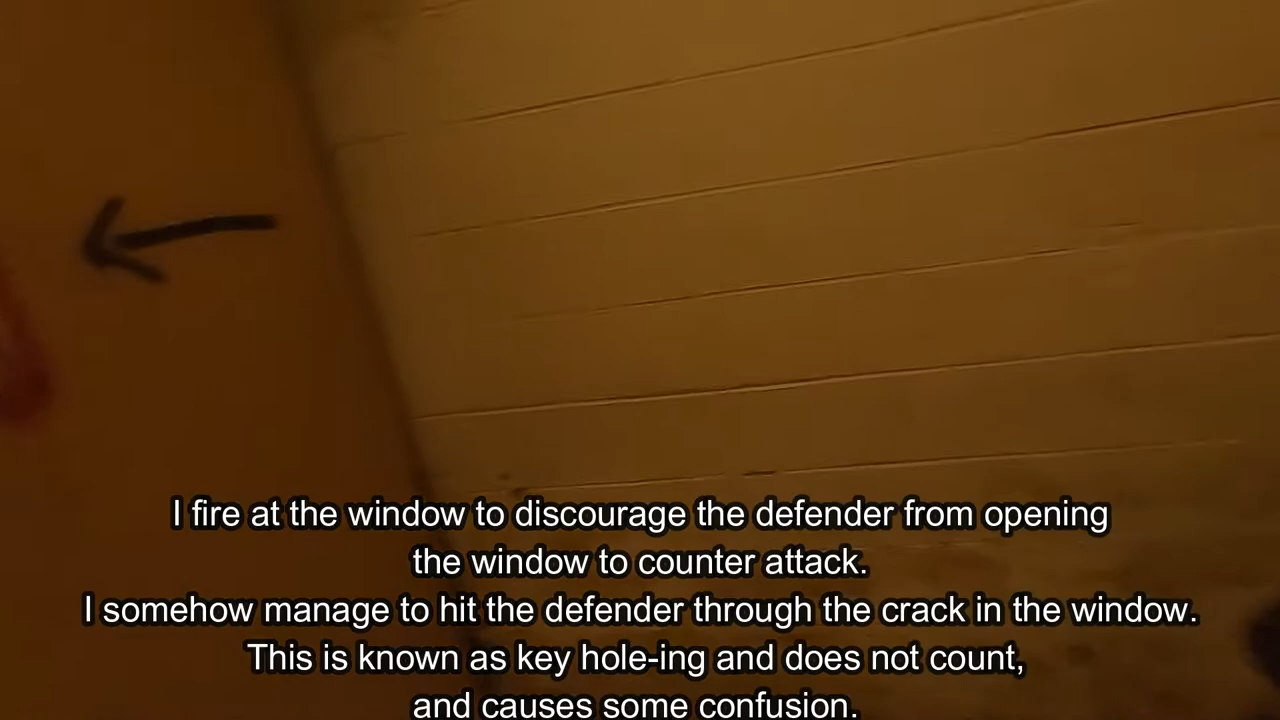 I fire at the window to discourage the defender from opening
the window to counter attack.
I somehow manage to hit the defender through the crack in the window.
This is known as key hole-ing and does not count,
and causes some confusion.